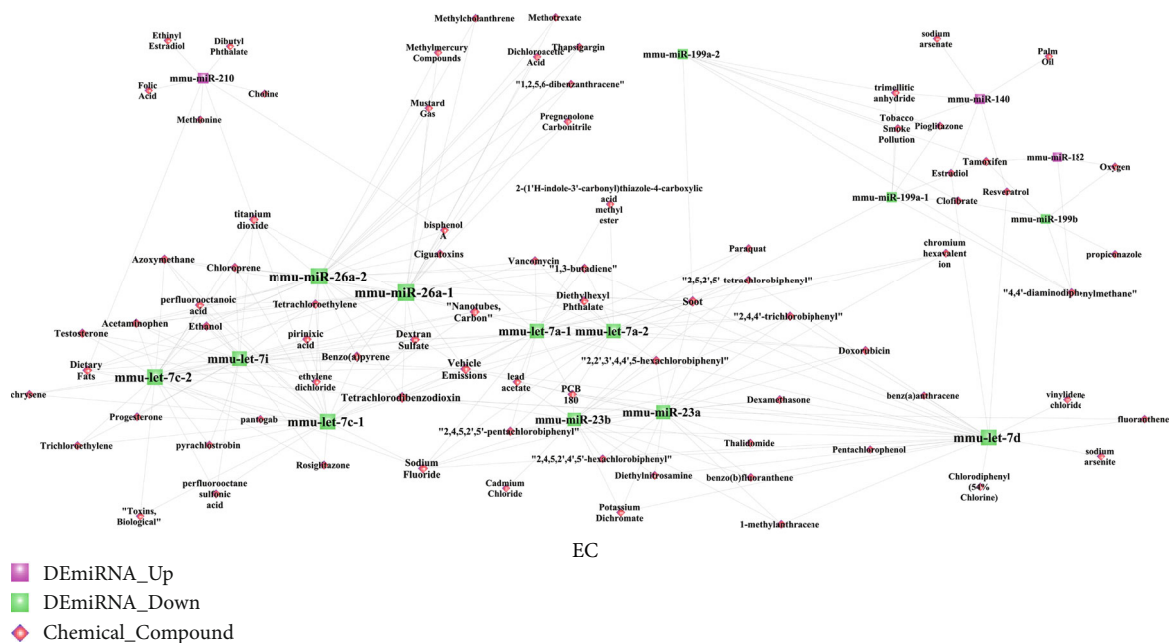 Methylcholanthrene
Methotrexate
Ethinyl
Estradiol
Dibutyl
Phthalate
mmu-miR-210
Folic
Acid
Choline
Methionine
Methylmercury
Compounds
Dichloroacetic
Acid
Thapsigargin
"1,2,5,6-dibenzanthracene"
Mustard
Gas
Pregnenolone
Carbonitrile
mmu-miR-199a-2
sodium
arsenate
Palm
Oil
trimellitic
anhydride
mmu-miR-140
Tobacco
Smoke
Pollution
Pioglitazone
Tamoxifen
mmu-miR-182
Oxygen
Estradiol
Resveratrol
mmu-miR-199a-1
Clofibrate
mmu-miR-199b
2-(1'H-indole-3'-carbonyl)thiazole-4-carboxylic
acid
methyl
ester
titanium
dioxide
bisphenol
A
Azoxymethane
Chloroprene
Ciguatoxins
Vancomycin
"1,3-butadiene"
Paraquat
chromium
hexavalent
ion
propiconazole
mmu-miR-26a-2
mmu-miR-26a-1
"2,5,2',5'-tetrachlorobiphenyl"
"4,4'-diaminodiphenylmethane"
perfluorooctanoic
acid
Tetrachloroethylene
"Nanotubes,
Carbon"
Diethylhexyl
Phthalate
Soot
"2,4,4'-trichlorobiphenyl"
Testosterone
Acetaminophen
Ethanol
pirinixic
acid
Dextran
Sulfate
mmu-let-7a-1
mmu-let-7a-2
Doxorubicin
Dietary
Fats
mmu-let-7i
Benzo(a)pyrene
Vehicle
Emissions
"2,2',3',4,4',5-hexachlorobiphenyl"
mmu-let-7c-2
ethylene
dichloride
lead
acetate
PCB
180
chrysene
Tetrachlorodibenzodioxin
Dexamethasone
benz(a)anthracene
vinylidene
chloride
Progesterone
pantogab
mmu-let-7c-1
mmu-miR-23b
mmu-miR-23a
fluoranthene
"2,4,5,2',5'-pentachlorobiphenyl"
mmu-let-7d
Trichloroethylene
pyrachlostrobin
Thalidomide
Pentachlorophenol
sodium
arsenite
Rosiglitazone
Sodium
Fluoride
"2,4,5,2',4',5'-hexachlorobiphenyl"
Diethylnitrosamine
benzo(b)fluoranthene
Chlorodiphenyl
(54%
Chlorine)
perfluorooctane
sulfonic
acid
Cadmium
Chloride
"Toxins,
Biological"
Potassium
Dichromate
1-methylanthracene
EC
DEmiRNA_Up
DEmiRNA_Down
Chemical_Compound